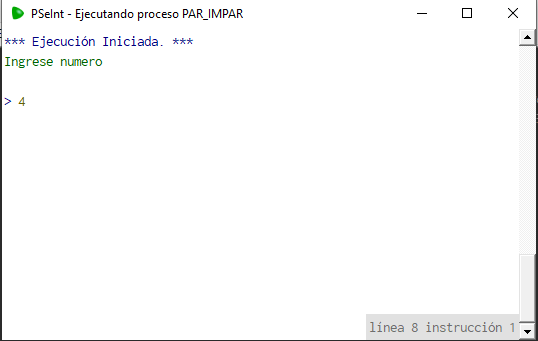 PSeInt - Ejecutando proceso PAR_IMPAR
*** Ejecución Iniciada. ***
Ingrese numero
> 4
línea 8 instrucción 1